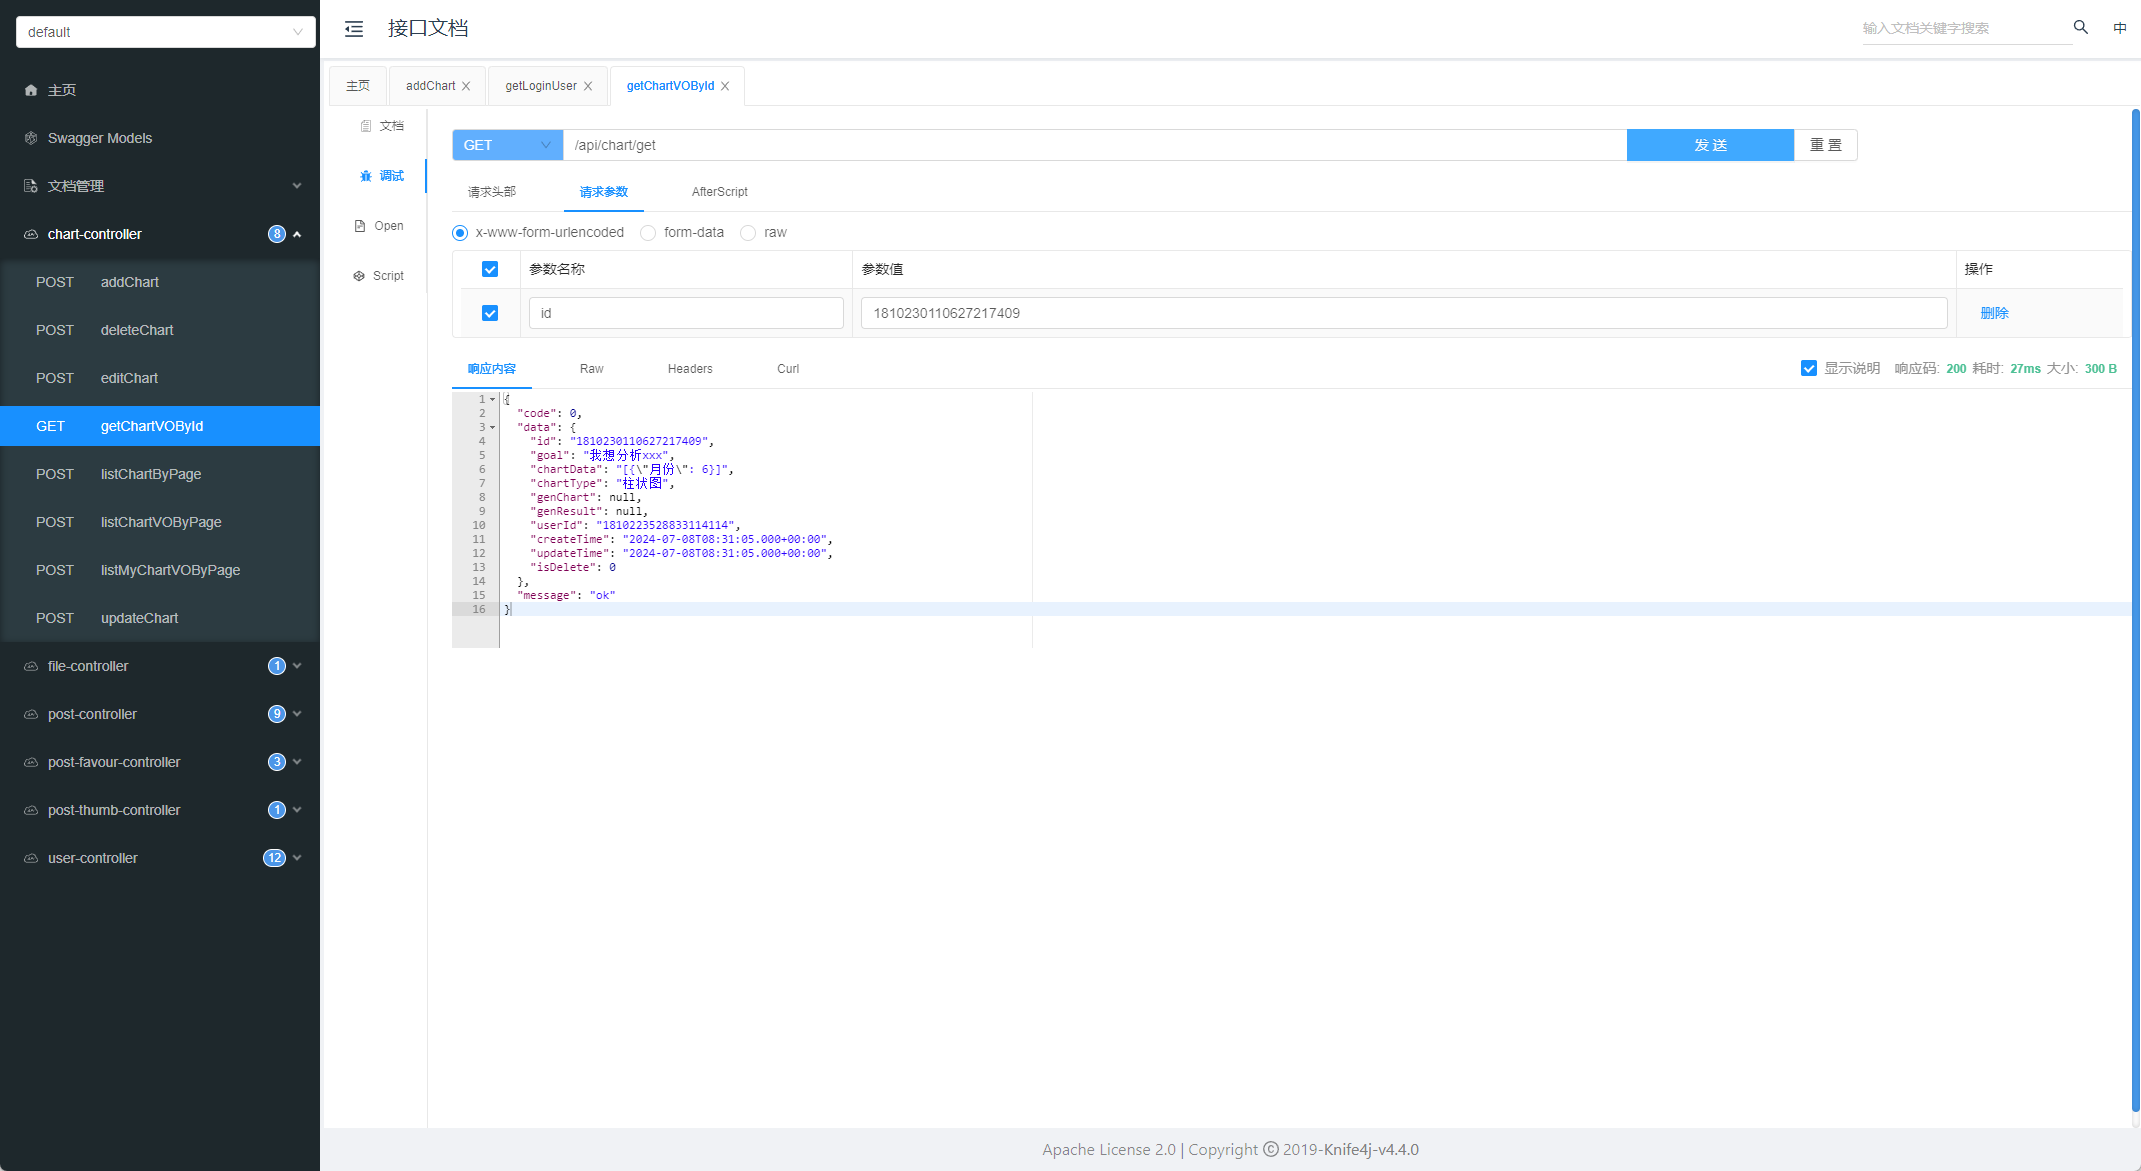 default
接口文档
输入文档关键字搜索
中
主页
Swagger Models
文档管理
chart-controller 8
POST addChart
POST deleteChart
POST editChart
GET getChartVOById
POST listChartByPage
POST listChartVOByPage
POST listMyChartVOByPage
POST updateChart
file-controller 1
post-controller 9
post-favour-controller 3
post-thumb-controller 1
user-controller 12
主页 addChart getLoginUser getChartVOById
文档
调试
Open
Script
GET /api/chart/get 发 送 重 置
请求头部 请求参数 AfterScript
x-www-form-urlencoded form-data raw
参数名称 参数值 操作
id 1810230110627217409 删除
响应内容 Raw Headers Curl 显示说明 响应码: 200 耗时: 27ms 大小: 300 B
1 {
2 "code": 0,
3 "data": {
4 "id": "1810230110627217409",
5 "goal": "我想分析xxx",
6 "chartData": "[{\"月份\": 6}]",
7 "chartType": "柱状图",
8 "genChart": null,
9 "genResult": null,
10 "userId": "1810223528833114114",
11 "createTime": "2024-07-08T08:31:05.000+00:00",
12 "updateTime": "2024-07-08T08:31:05.000+00:00",
13 "isDelete": 0
14 },
15 "message": "ok"
16 }
Apache License 2.0 | Copyright © 2019-Knife4j-v4.4.0